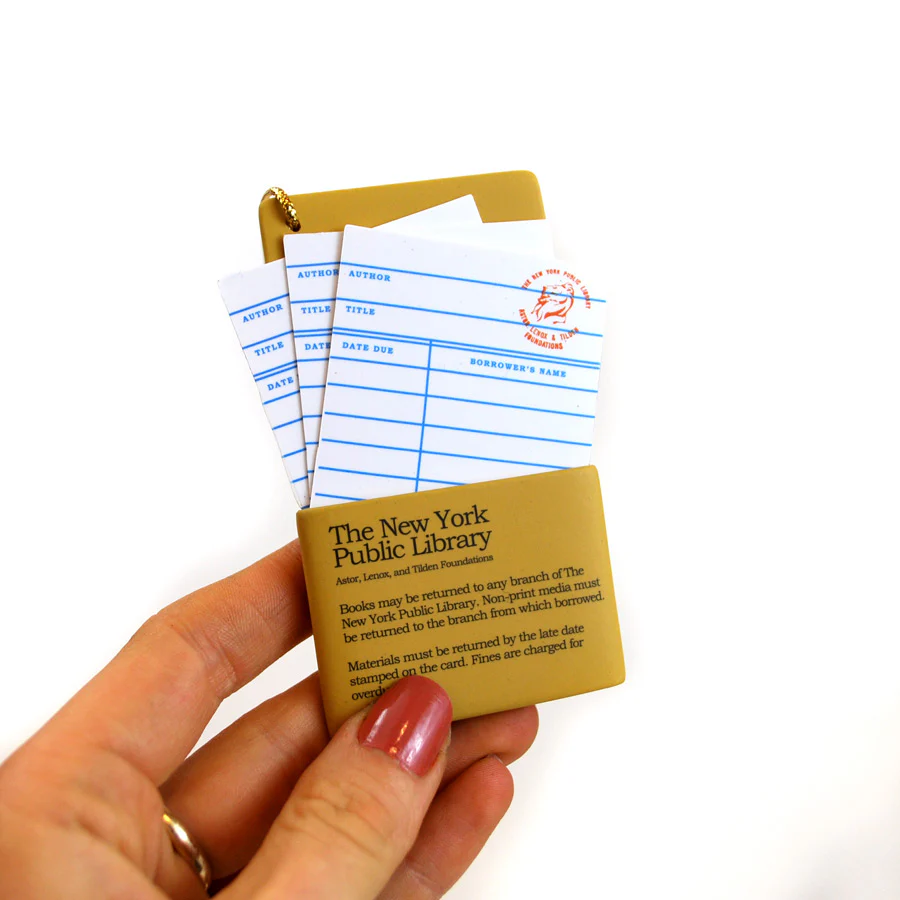 AUTHOR
TITLE
DATE
AUTHOR
TITLE
DATE
AUTHOR
TITLE
DATE DUE BORROWER'S NAME
THE NEW YORK PUBLIC LIBRARY
ASTOR, LENOX & TILDEN
FOUNDATIONS
The New York
Public Library
Astor, Lenox, and Tilden Foundations
Books may be returned to any branch of The
New York Public Library. Non-print media must
be returned to the branch from which borrowed.
Materials must be returned by the late date
stamped on the card. Fines are charged for